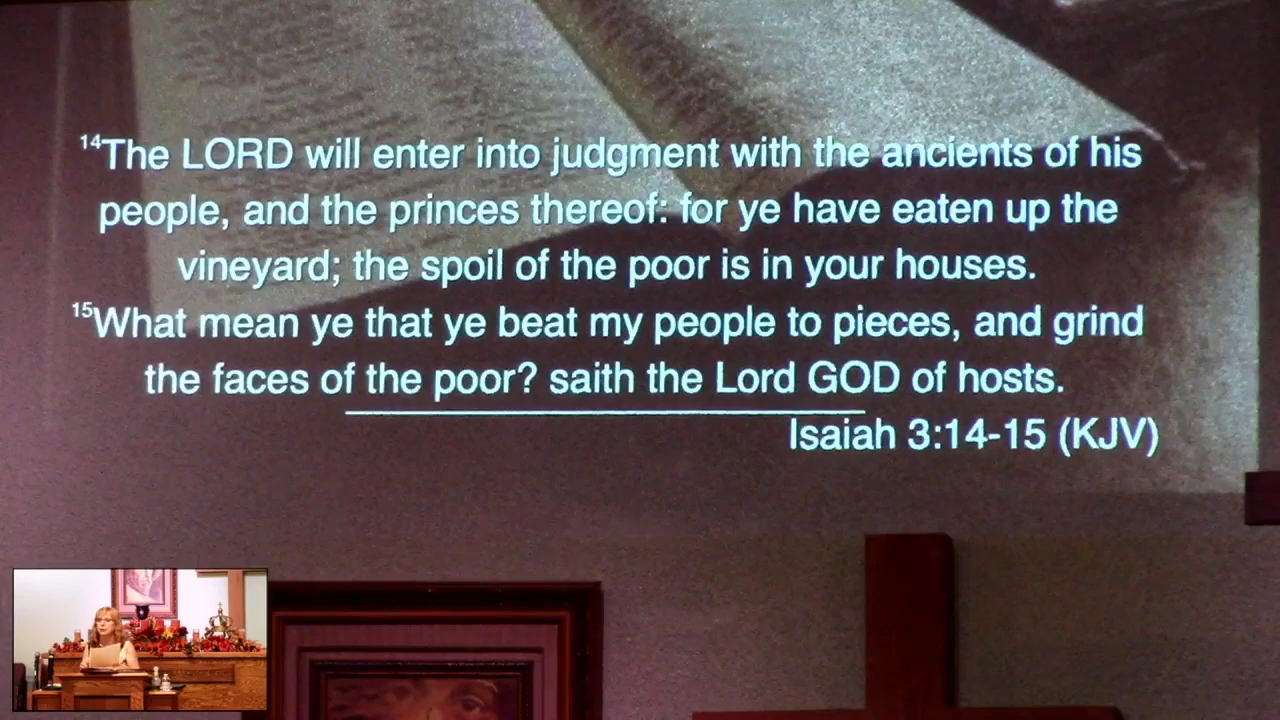 14The LORD will enter into judgment with the ancients of his
people, and the princes thereof: for ye have eaten up the
vineyard; the spoil of the poor is in your houses.
15What mean ye that ye beat my people to pieces, and grind
the faces of the poor? saith the Lord GOD of hosts.
Isaiah 3:14-15 (KJV)